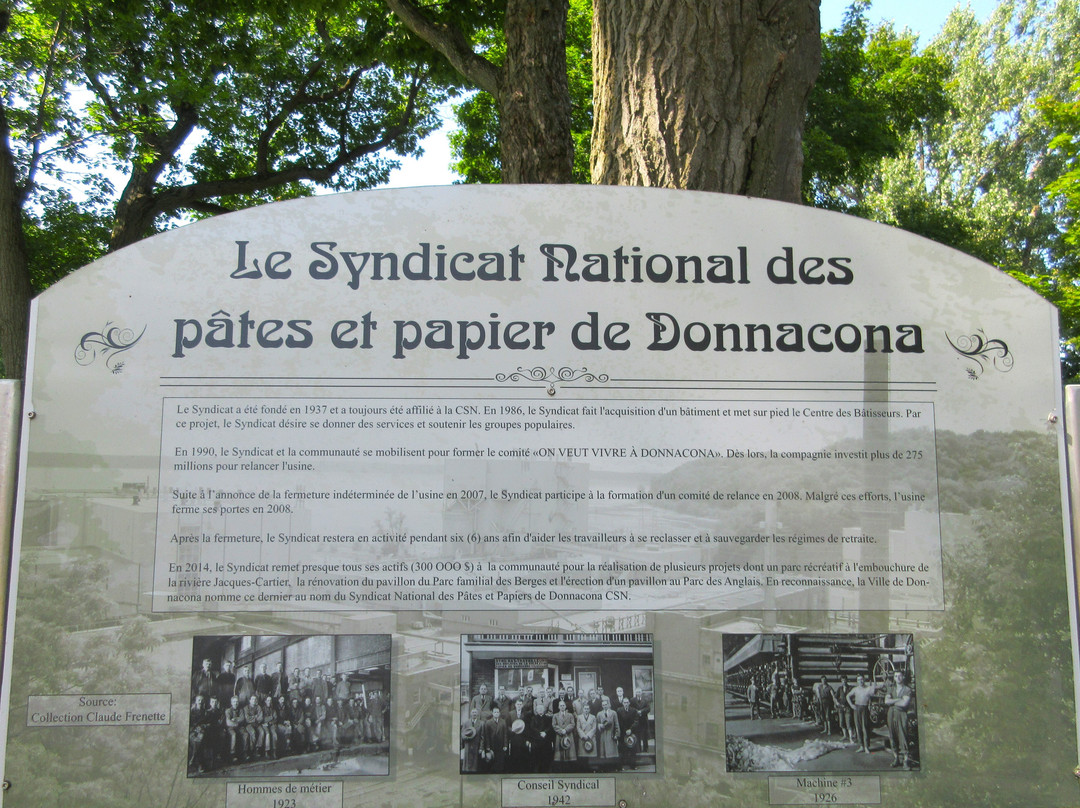 Le Syndicat National des
pâtes et papier de Donnacona
Le Syndicat a été fondé en 1937 et a toujours été affilié à la CSN. En 1986, le Syndicat fait l'acquisition d'un bâtiment et met sur pied le Centre des Bâtisseurs. Par
ce projet, le Syndicat désire se donner des services et soutenir les groupes populaires.
En 1990, le Syndicat et la communauté se mobilisent pour former le comité «ON VEUT VIVRE À DONNACONA». Dès lors, la compagnie investit plus de 275
millions pour relancer l'usine.
Suite à l'annonce de la fermeture indéterminée de l'usine en 2007, le Syndicat participe à la formation d'un comité de relance en 2008. Malgré ces efforts, l'usine
ferme ses portes en 2008.
Après la fermeture, le Syndicat restera en activité pendant six (6) ans afin d'aider les travailleurs à se reclasser et à sauvegarder les régimes de retraite.
En 2014, le Syndicat remet presque tous ses actifs (300 OOO $) à la communauté pour la réalisation de plusieurs projets dont un parc récréatif à l'embouchure de
la rivière Jacques-Cartier, la rénovation du pavillon du Parc familial des Berges et l'érection d'un pavillon au Parc des Anglais. En reconnaissance, la Ville de Don-
nacona nomme ce dernier au nom du Syndicat National des Pâtes et Papiers de Donnacona CSN.
Source:
Collection Claude Frenette
Hommes de métier
1923
Conseil Syndical
1942
Machine #3
1926